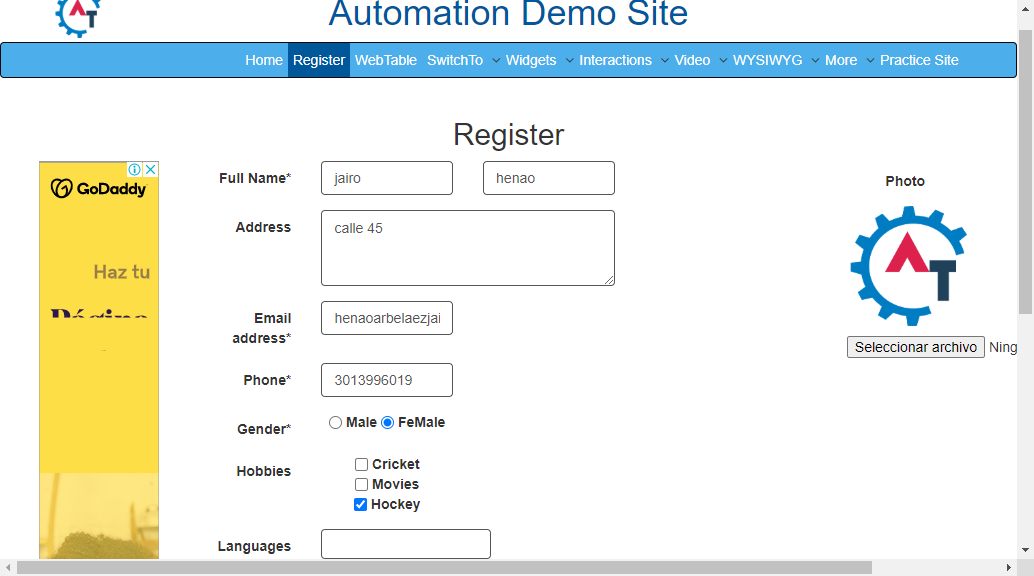 Automation Demo Site
Home Register WebTable SwitchTo Widgets Interactions Video WYSIWYG More Practice Site
Register
GoDaddy
Haz tu
Full Name* jairo henao
Photo
Address calle 45
Email address* henaoarbelaezjai
Seleccionar archivo Ning
Phone* 3013996019
Gender* Male FeMale
Hobbies Cricket
Movies
Hockey
Languages